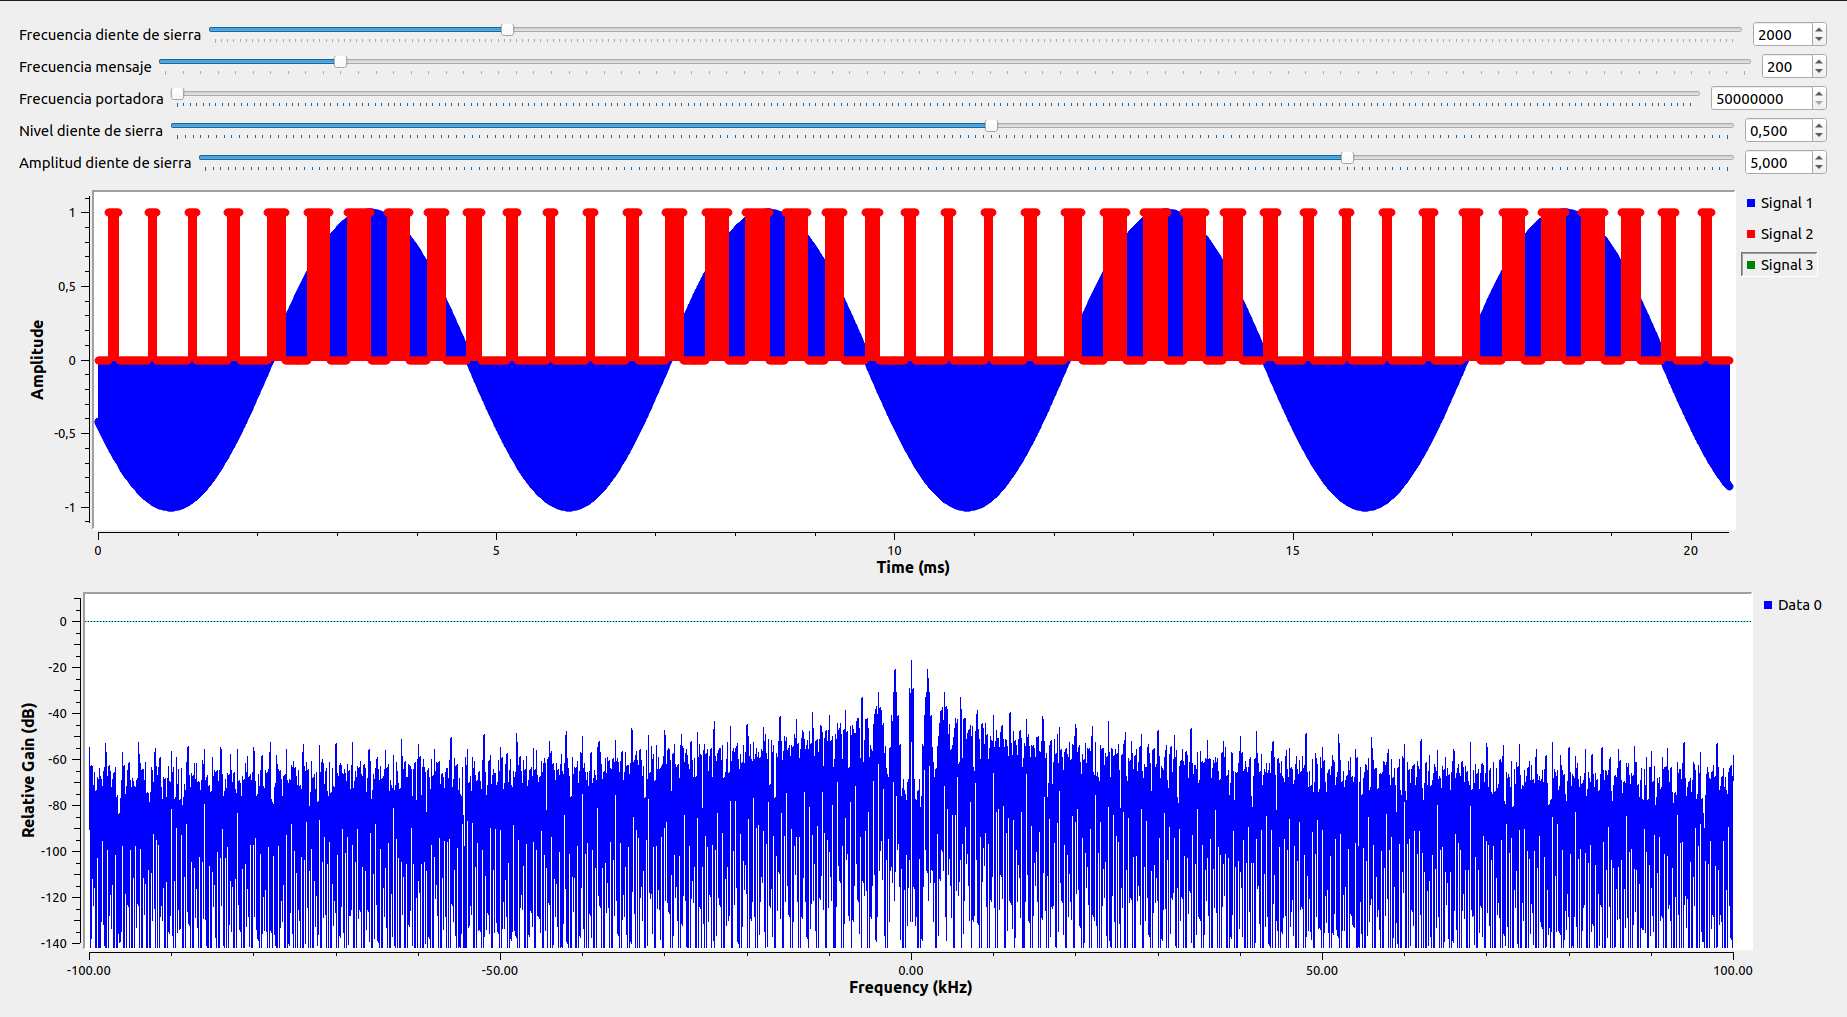 Frecuencia diente de sierra 2000
Frecuencia mensaje 200
Frecuencia portadora 50000000
Nivel diente de sierra 0,500
Amplitud diente de sierra 5,000
Signal 1
Signal 2
Signal 3
Amplitude
1
0,5
0
-0,5
-1
0 5 10 15 20
Time (ms)
Data 0
Relative Gain (dB)
0
-20
-40
-60
-80
-100
-120
-140
-100.00 -50.00 0.00 50.00 100.00
Frequency (kHz)